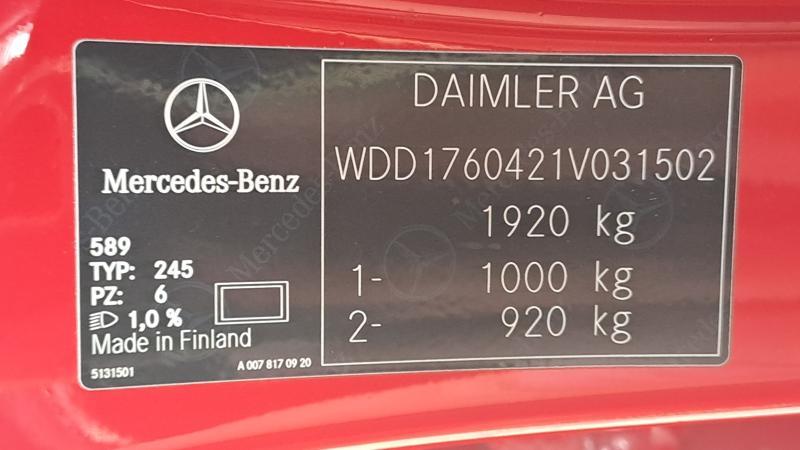 Mercedes-Benz
589
TYP: 245
PZ: 6
1,0 %
Made in Finland
5131501
A 007 817 09 20
DAIMLER AG
WDD1760421V031502
1920 kg
1- 1000 kg
2- 920 kg